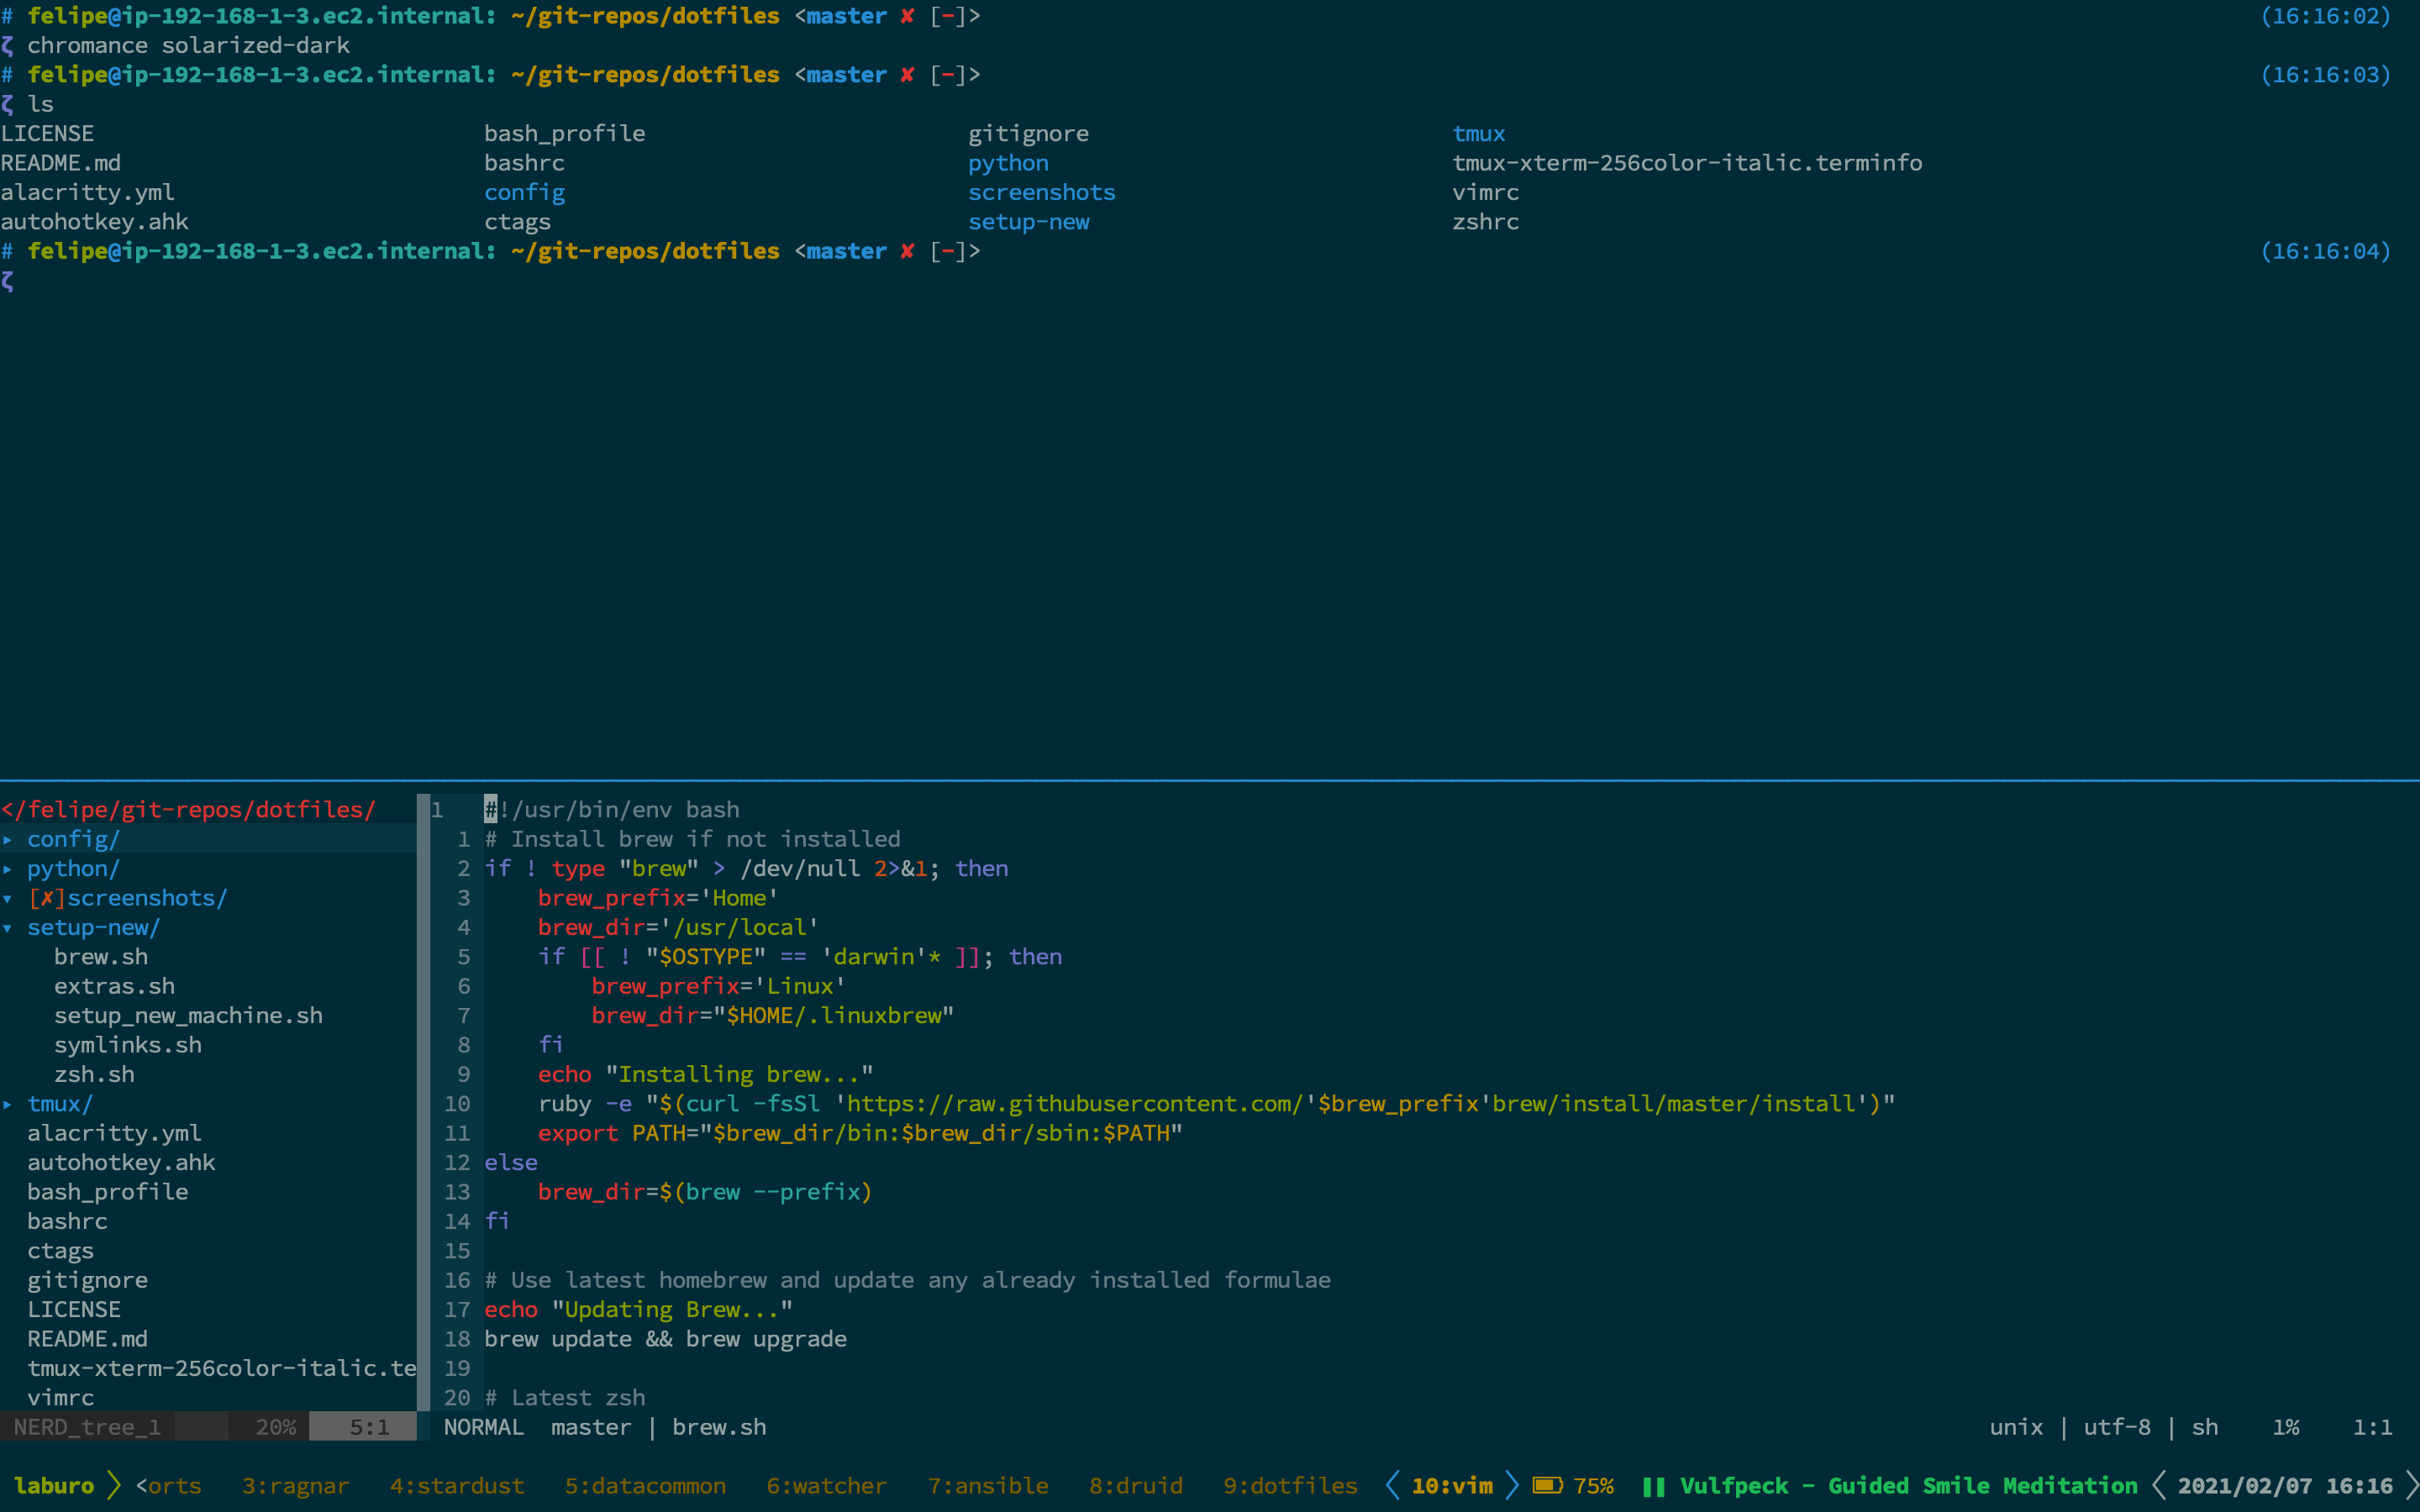 # felipe@ip-192-168-1-3.ec2.internal: ~/git-repos/dotfiles <master ✘ [-]> (16:16:02)
ζ chromance solarized-dark
# felipe@ip-192-168-1-3.ec2.internal: ~/git-repos/dotfiles <master ✘ [-]> (16:16:03)
ζ ls
LICENSE bash_profile gitignore tmux
README.md bashrc python tmux-xterm-256color-italic.terminfo
alacritty.yml config screenshots vimrc
autohotkey.ahk ctags setup-new zshrc
# felipe@ip-192-168-1-3.ec2.internal: ~/git-repos/dotfiles <master ✘ [-]> (16:16:04)
ζ
</felipe/git-repos/dotfiles/
▸ config/
▸ python/
▾ [✗]screenshots/
▾ setup-new/
brew.sh
extras.sh
setup_new_machine.sh
symlinks.sh
zsh.sh
▸ tmux/
alacritty.yml
autohotkey.ahk
bash_profile
bashrc
ctags
gitignore
LICENSE
README.md
tmux-xterm-256color-italic.te
vimrc
NERD_tree_1 20% 5:1
1 #!/usr/bin/env bash
1 # Install brew if not installed
2 if ! type "brew" > /dev/null 2>&1; then
3 brew_prefix='Home'
4 brew_dir='/usr/local'
5 if [[ ! "$OSTYPE" == 'darwin'* ]]; then
6 brew_prefix='Linux'
7 brew_dir="$HOME/.linuxbrew"
8 fi
9 echo "Installing brew..."
10 ruby -e "$(curl -fsSl 'https://raw.githubusercontent.com/'$brew_prefix'brew/install/master/install')"
11 export PATH="$brew_dir/bin:$brew_dir/sbin:$PATH"
12 else
13 brew_dir=$(brew --prefix)
14 fi
15
16 # Use latest homebrew and update any already installed formulae
17 echo "Updating Brew..."
18 brew update && brew upgrade
19
20 # Latest zsh
NORMAL master | brew.sh unix | utf-8 | sh 1% 1:1
laburo <orts 3:ragnar 4:stardust 5:datacommon 6:watcher 7:ansible 8:druid 9:dotfiles 10:vim 75% Vulfpeck - Guided Smile Meditation 2021/02/07 16:16